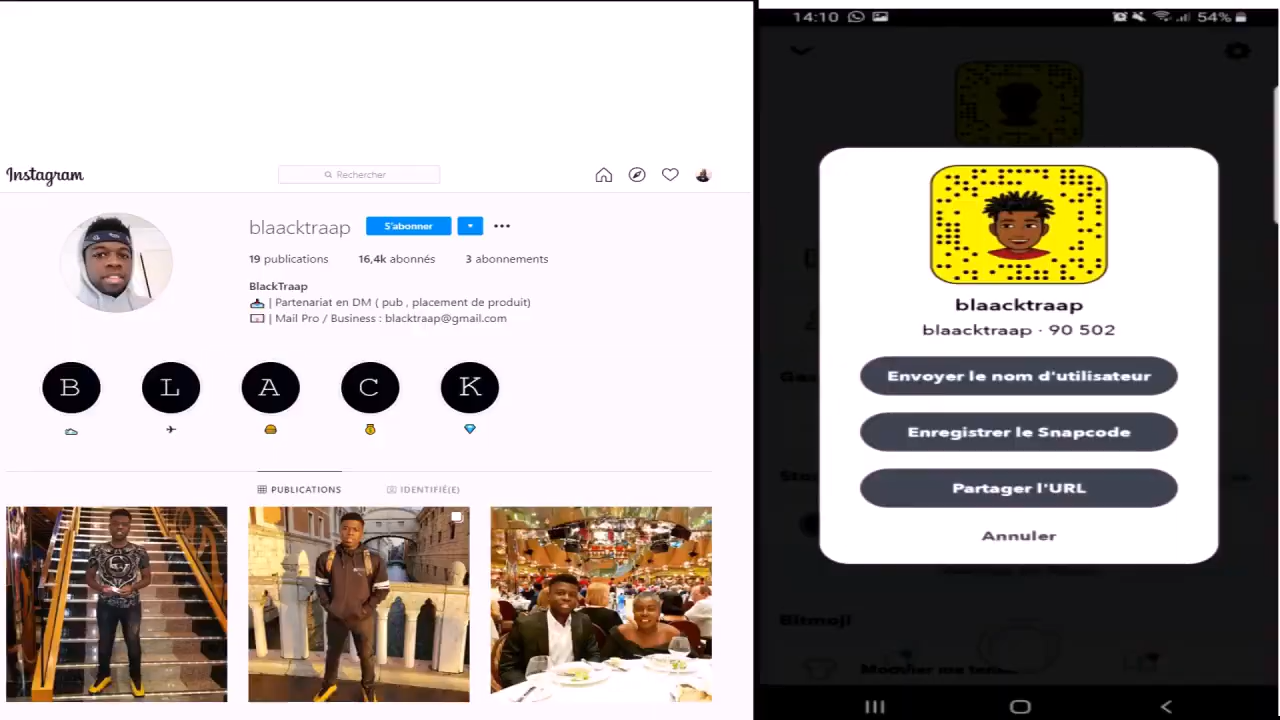 Instagram
Rechercher
blaacktraap S'abonner
19 publications 16,4k abonnés 3 abonnements
BlackTraap
| Partenariat en DM ( pub , placement de produit)
| Mail Pro / Business : blacktraap@gmail.com
B L A C K
PUBLICATIONS IDENTIFIÉ(E)
14:10 54%
blaacktraap
blaacktraap · 90 502
Envoyer le nom d'utilisateur
Enregistrer le Snapcode
Partager l'URL
Annuler
Bitmoji